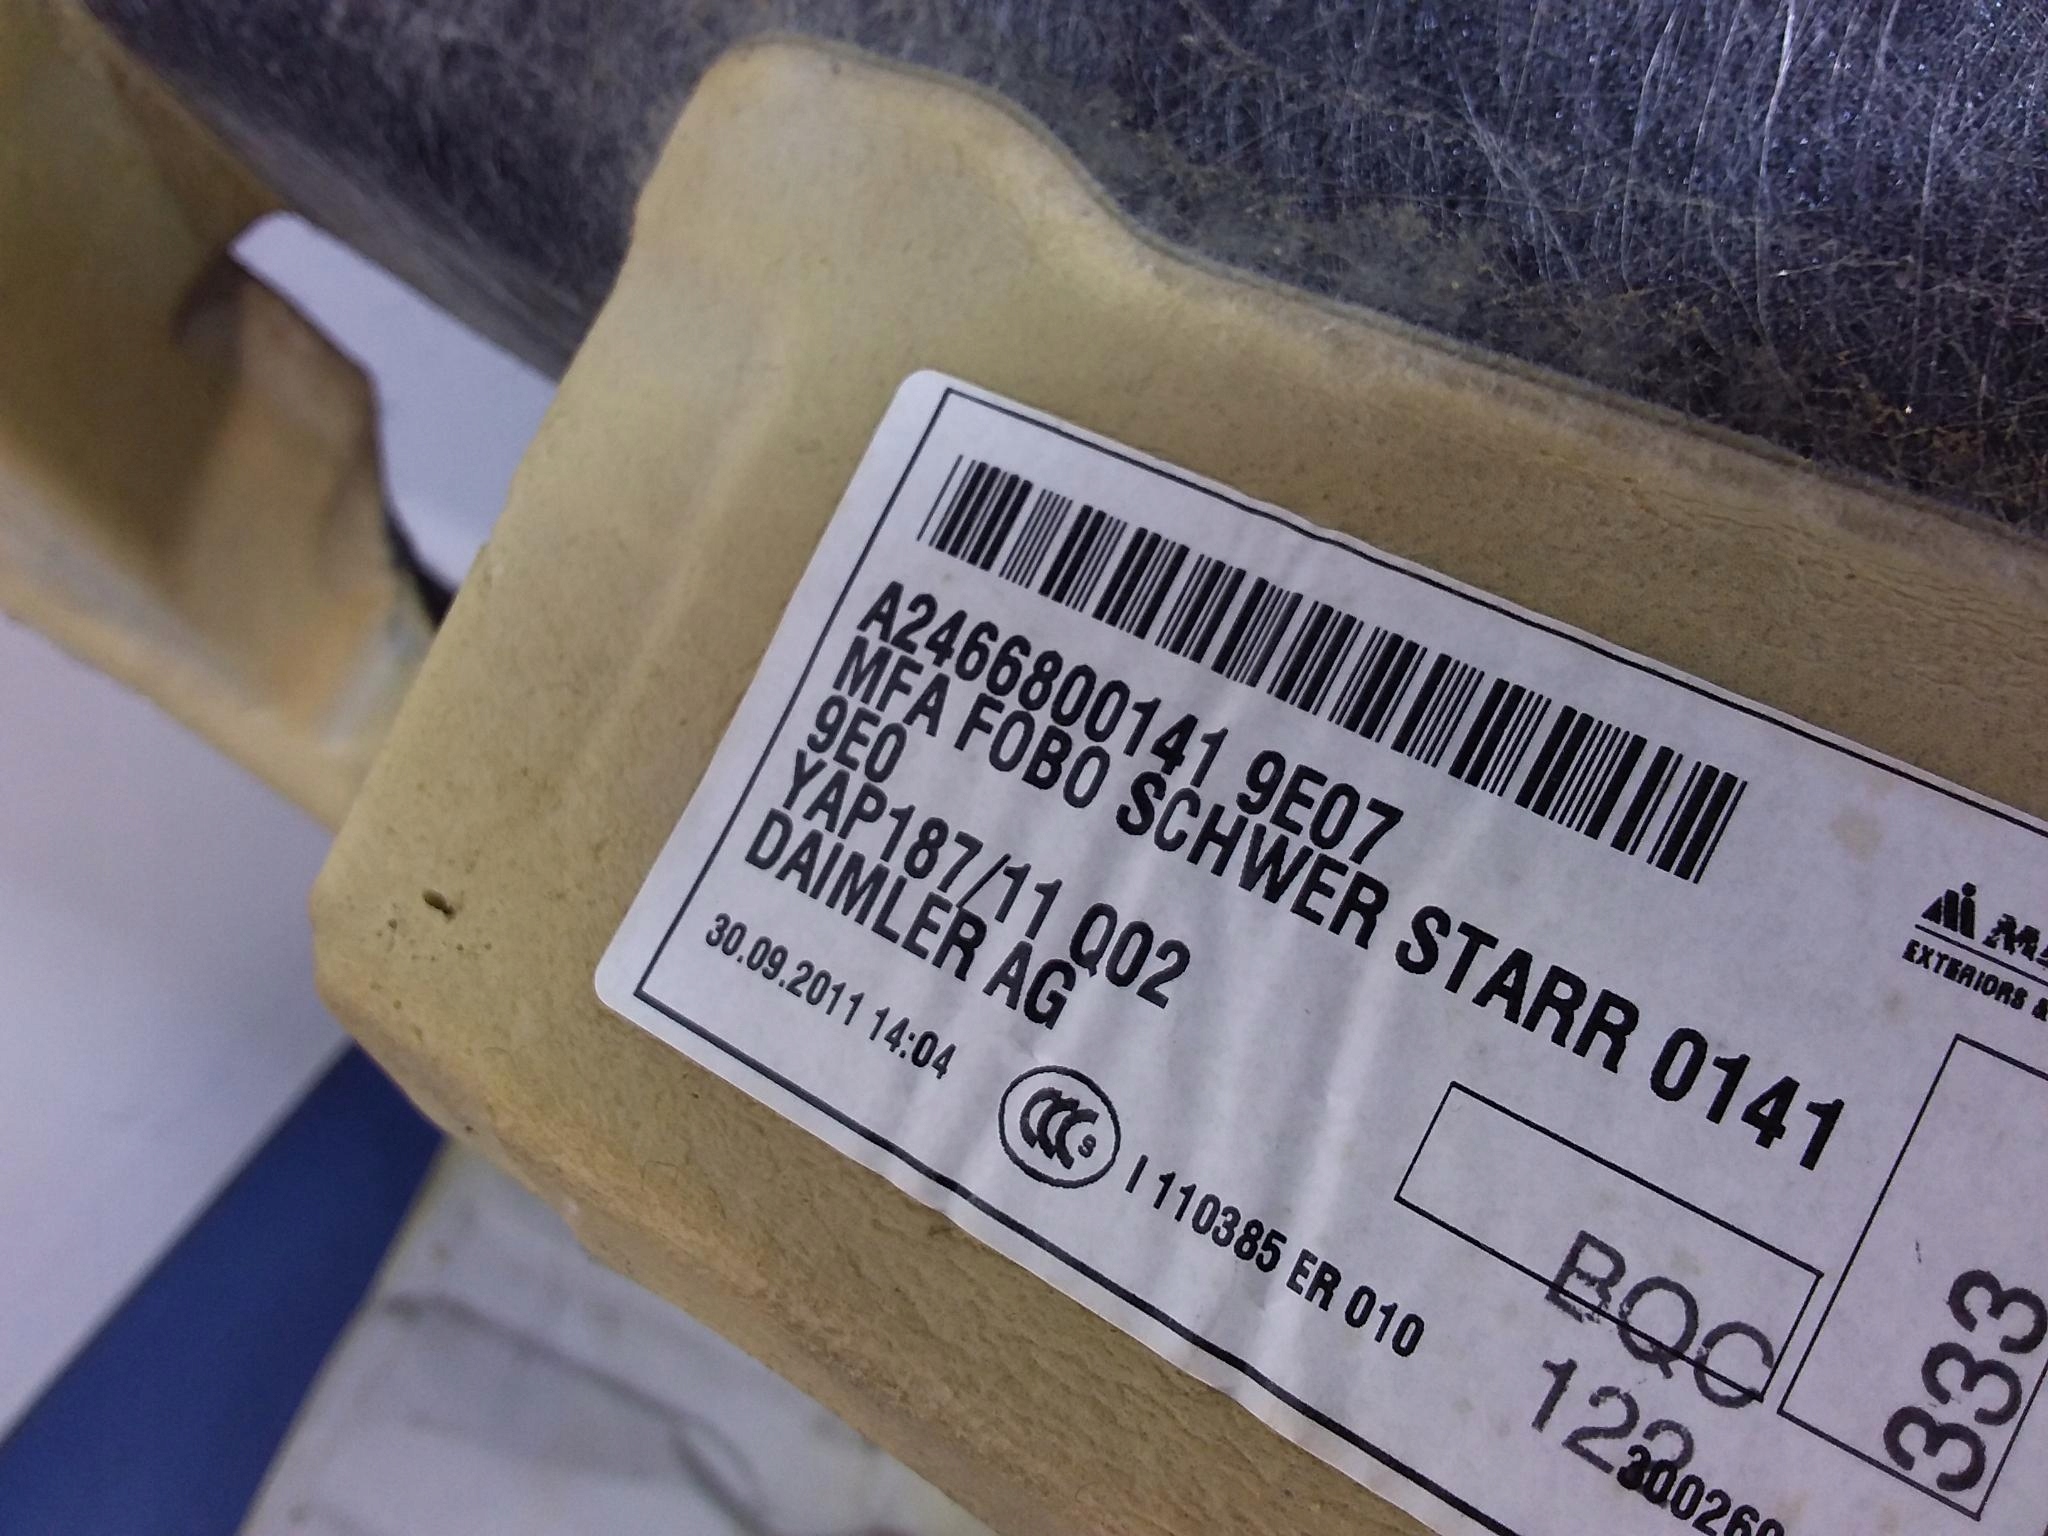 A2466800141 9E07
MFA FOBO SCHWER STARR 0141
9E0
YAP187/11 Q02
DAIMLER AG
30.09.2011 14:04
CCC S
I 110385 ER 010
EXTERIORS &
BQC
333